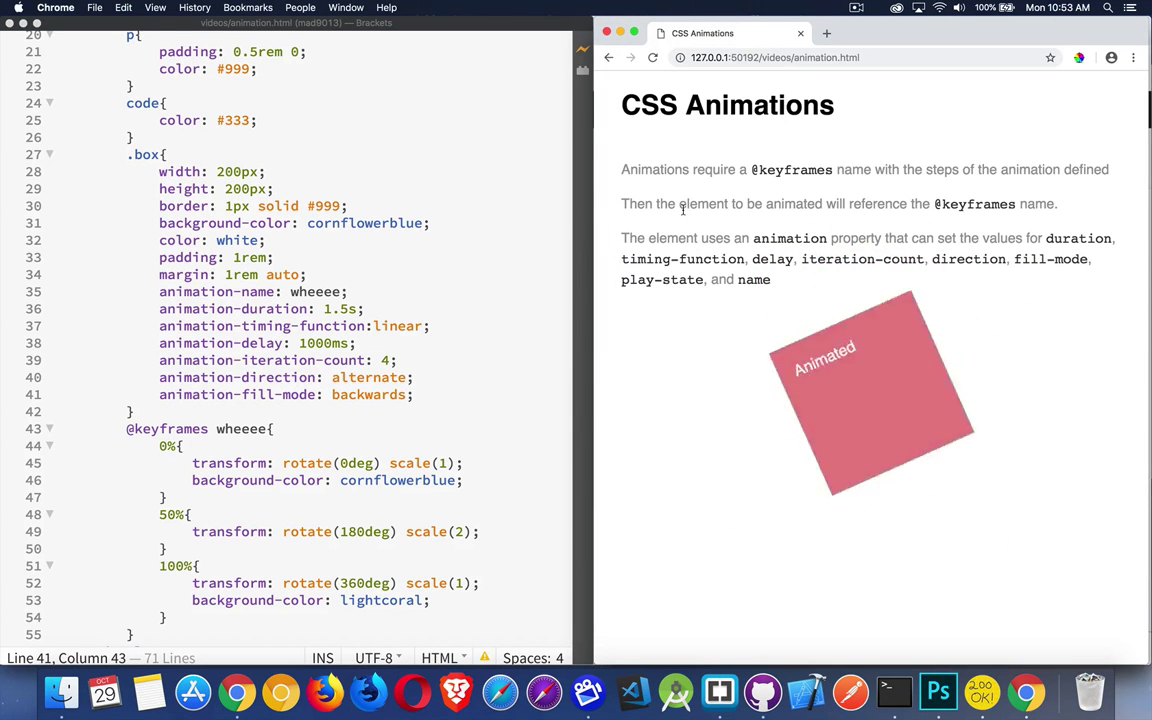 Chrome File Edit View History Bookmarks People Window Help 100% Mon 10:53 AM
videos/animation.html (mad9013) — Brackets
20 p{
21 padding: 0.5rem 0;
22 color: #999;
23 }
24 code{
25 color: #333;
26 }
27 .box{
28 width: 200px;
29 height: 200px;
30 border: 1px solid #999;
31 background-color: cornflowerblue;
32 color: white;
33 padding: 1rem;
34 margin: 1rem auto;
35 animation-name: wheeee;
36 animation-duration: 1.5s;
37 animation-timing-function:linear;
38 animation-delay: 1000ms;
39 animation-iteration-count: 4;
40 animation-direction: alternate;
41 animation-fill-mode: backwards;
42 }
43 @keyframes wheeee{
44 0%{
45 transform: rotate(0deg) scale(1);
46 background-color: cornflowerblue;
47 }
48 50%{
49 transform: rotate(180deg) scale(2);
50 }
51 100%{
52 transform: rotate(360deg) scale(1);
53 background-color: lightcoral;
54 }
55 }
Line 41, Column 43 — 71 Lines INS UTF-8 HTML Spaces: 4
CSS Animations
127.0.0.1:50192/videos/animation.html
CSS Animations
Animations require a @keyframes name with the steps of the animation defined
Then the element to be animated will reference the @keyframes name.
The element uses an animation property that can set the values for duration,
timing-function, delay, iteration-count, direction, fill-mode,
play-state, and name
Animated
OCT
29
Ps
200
OK!